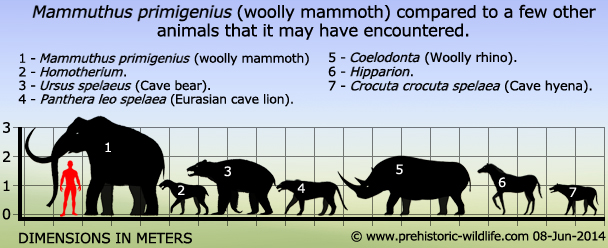 Mammuthus primigenius (woolly mammoth) compared to a few other
animals that it may have encountered.
1 - Mammuthus primigenius (woolly mammoth)
2 - Homotherium.
3 - Ursus spelaeus (Cave bear).
4 - Panthera leo spelaea (Eurasian cave lion).
5 - Coelodonta (Woolly rhino).
6 - Hipparion.
7 - Crocuta crocuta spelaea (Cave hyena).
3
2
1
0
1
2
3
4
5
6
7
DIMENSIONS IN METERS
© www.prehistoric-wildlife.com 08-Jun-2014